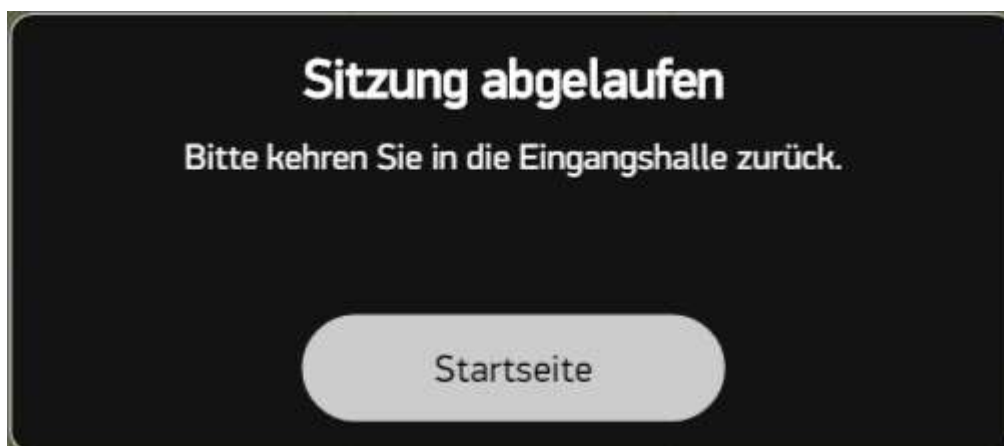 Sitzung abgelaufen
Bitte kehren Sie in die Eingangshalle zurück.
Startseite